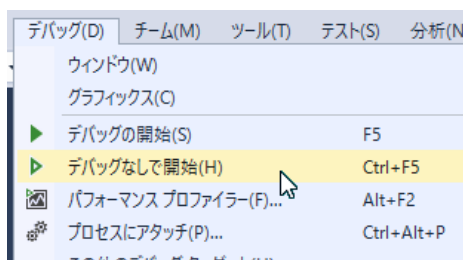 デバッグ(D) チーム(M) ツール(T) テスト(S) 分析(N
ウィンドウ(W)
グラフィックス(C)
デバッグの開始(S) F5
デバッグなしで開始(H) Ctrl+F5
パフォーマンス プロファイラー(F)... Alt+F2
プロセスにアタッチ(P)... Ctrl+Alt+P